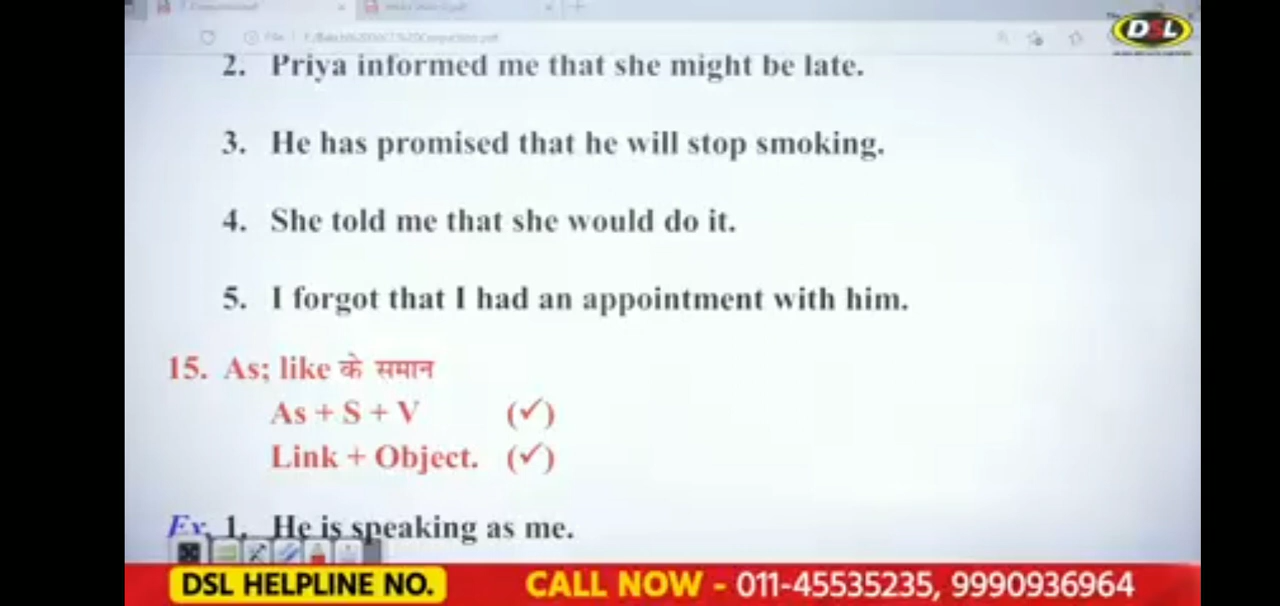 DSL
2. Priya informed me that she might be late.
3. He has promised that he will stop smoking.
4. She told me that she would do it.
5. I forgot that I had an appointment with him.
15. As; like के समान
As + S + V (✓)
Link + Object. (✓)
Ex. 1. He is speaking as me.
DSL HELPLINE NO. CALL NOW - 011-45535235, 9990936964